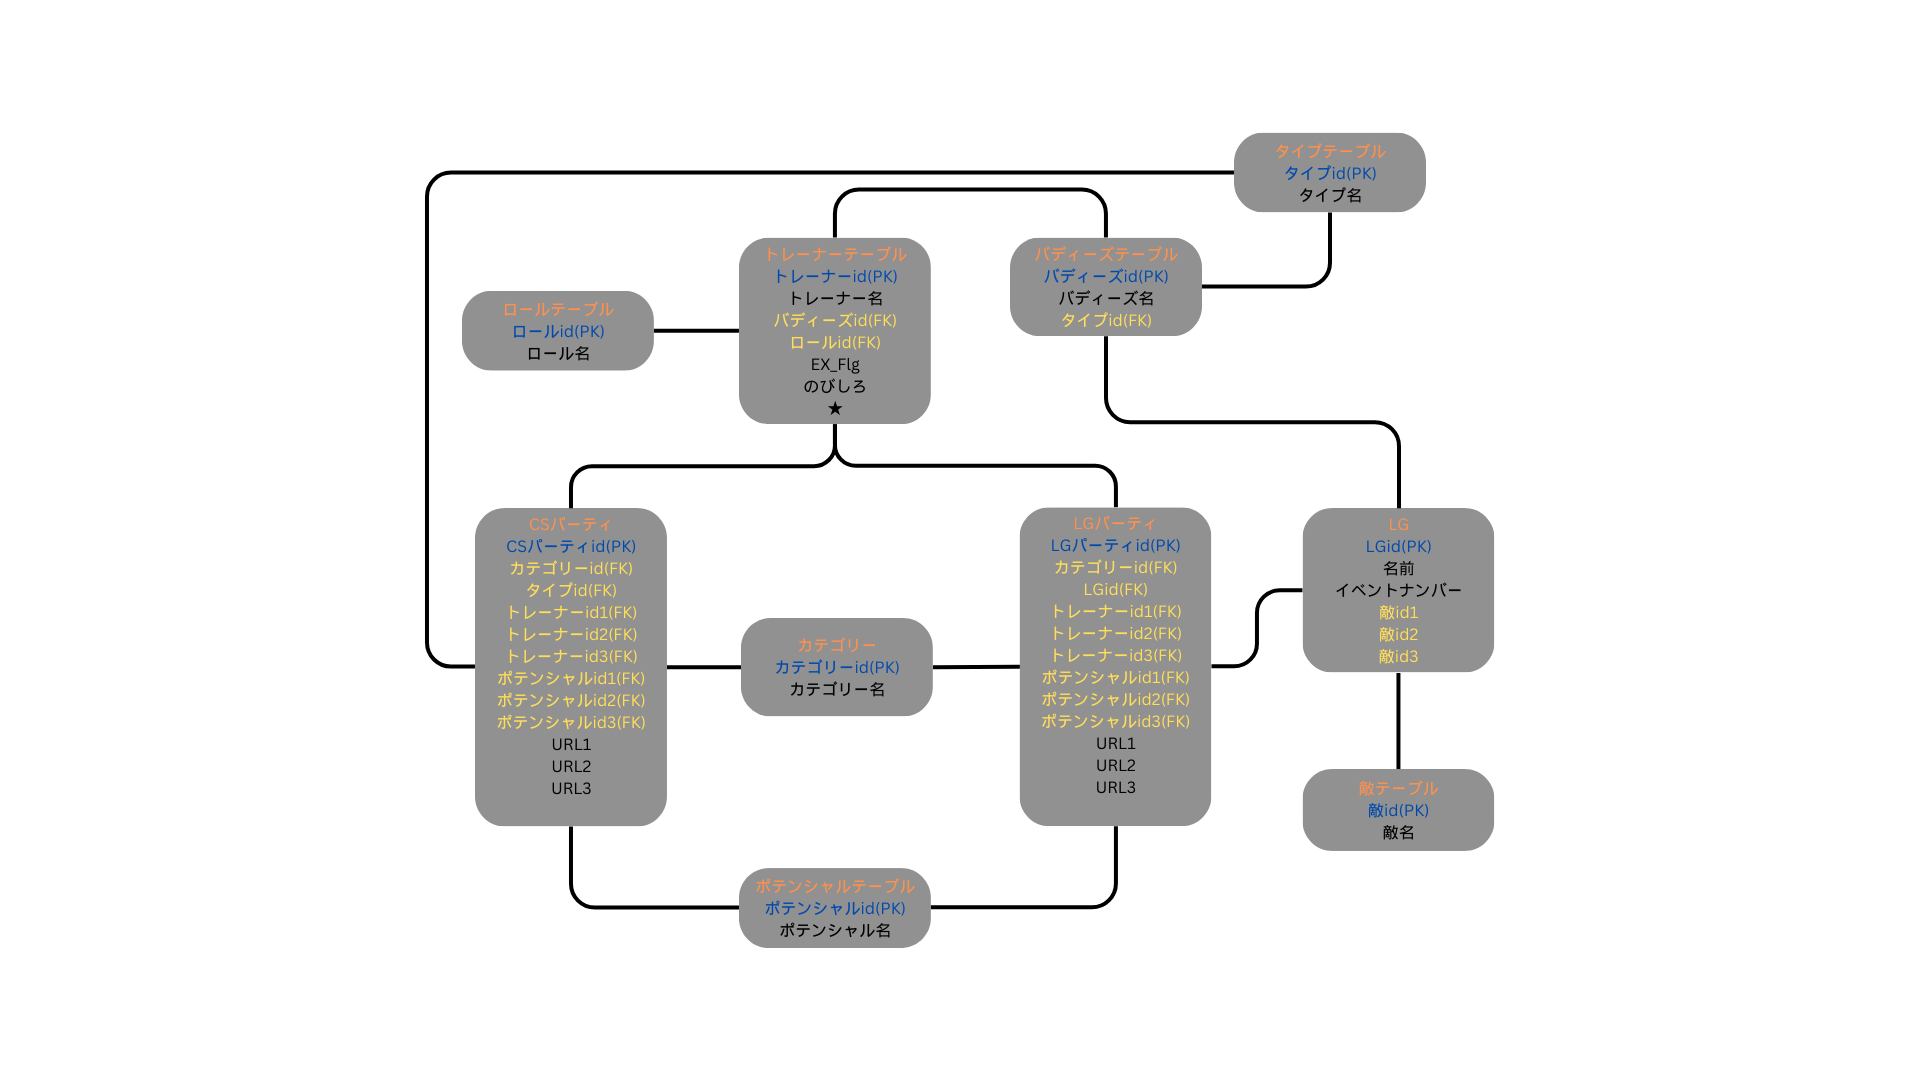 タイプテーブル
タイプid(PK)
タイプ名
トレーナーテーブル
トレーナーid(PK)
トレーナー名
バディーズid(FK)
ロールid(FK)
EX_Flg
のびしろ
★
バディーズテーブル
バディーズid(PK)
バディーズ名
タイプid(FK)
ロールテーブル
ロールid(PK)
ロール名
CSパーティ
CSパーティid(PK)
カテゴリーid(FK)
タイプid(FK)
トレーナーid1(FK)
トレーナーid2(FK)
トレーナーid3(FK)
ポテンシャルid1(FK)
ポテンシャルid2(FK)
ポテンシャルid3(FK)
URL1
URL2
URL3
カテゴリー
カテゴリーid(PK)
カテゴリー名
LGパーティ
LGパーティid(PK)
カテゴリーid(FK)
LGid(FK)
トレーナーid1(FK)
トレーナーid2(FK)
トレーナーid3(FK)
ポテンシャルid1(FK)
ポテンシャルid2(FK)
ポテンシャルid3(FK)
URL1
URL2
URL3
LG
LGid(PK)
名前
イベントナンバー
敵id1
敵id2
敵id3
敵テーブル
敵id(PK)
敵名
ポテンシャルテーブル
ポテンシャルid(PK)
ポテンシャル名